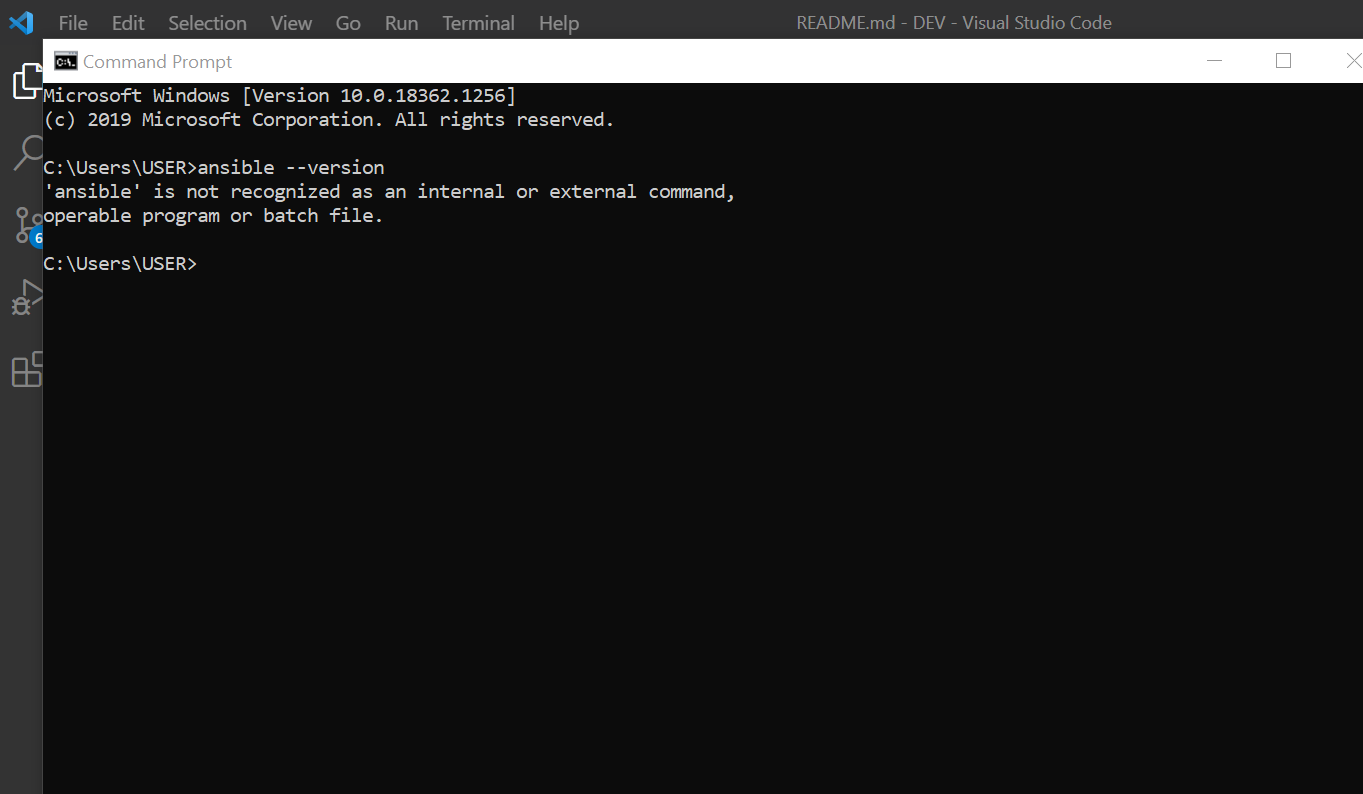 File Edit Selection View Go Run Terminal Help README.md - DEV - Visual Studio Code
C:\. Command Prompt
Microsoft Windows [Version 10.0.18362.1256]
(c) 2019 Microsoft Corporation. All rights reserved.
C:\Users\USER>ansible --version
'ansible' is not recognized as an internal or external command,
operable program or batch file.
6
C:\Users\USER>